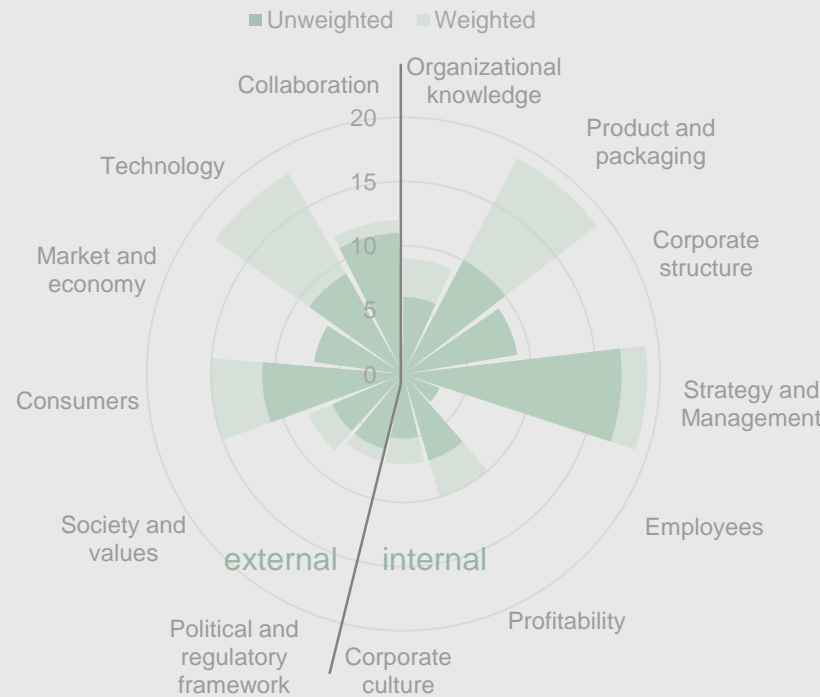 Unweighted
Weighted
Collaboration
Organizational
knowledge
20
Product and
packaging
Technology
15
Corporate
structure
Market and
economy
10
5
0
Consumers
Strategy and
Management
Society and
values
Employees
external
internal
Profitability
Political and
regulatory
framework
Corporate
culture